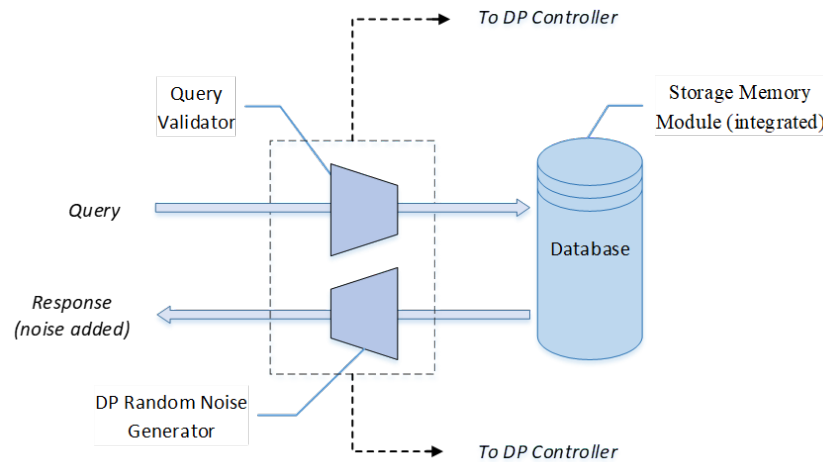 To DP Controller
Query
Validator
Storage Memory
Module (integrated)
Query
Database
Response
(noise added)
DP Random Noise
Generator
To DP Controller